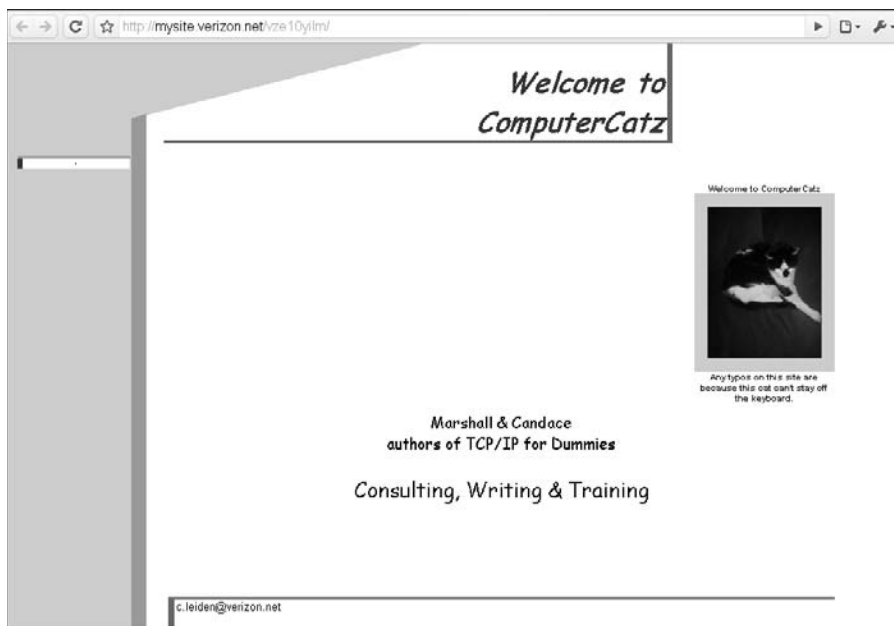 http://mysite.verizon.net/vze10yilm/
Welcome to
ComputerCatz
Welcome to ComputerCatz
Any typos on this site are
because this cat can't stay off
the keyboard.
Marshall & Candace
authors of TCP/IP for Dummies
Consulting, Writing & Training
c.leiden@verizon.net